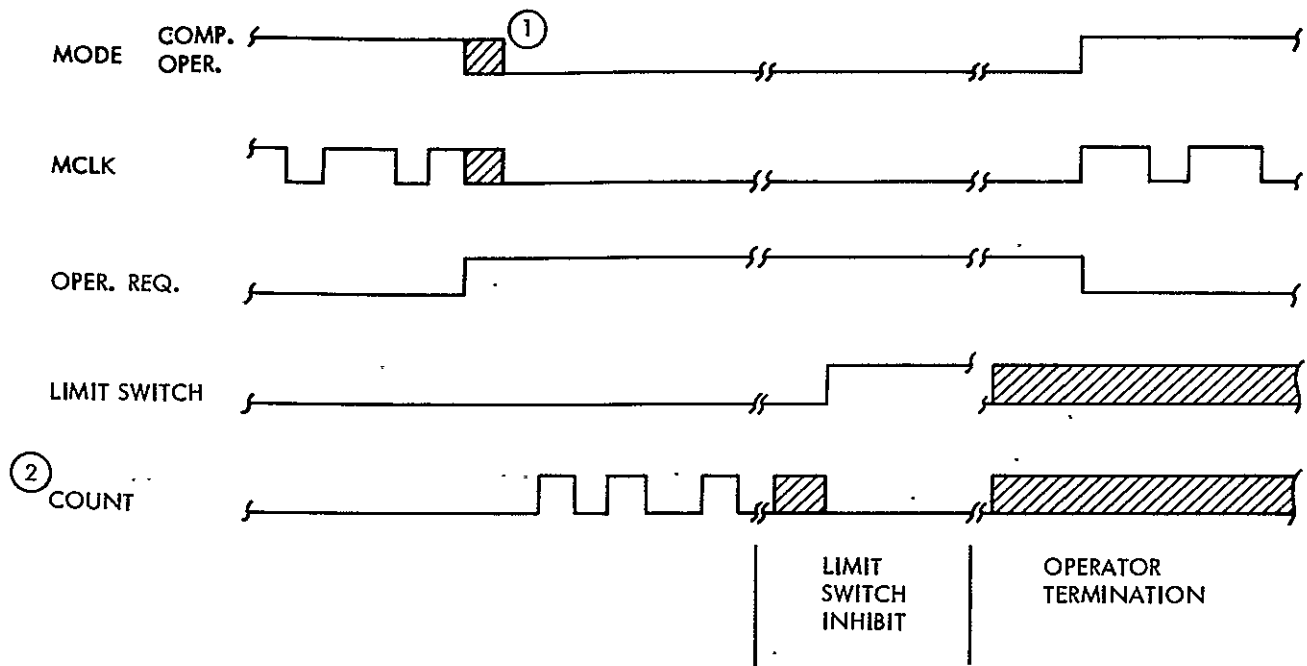 1
COMP.
MODE
OPER.
MCLK
OPER. REQ.
LIMIT SWITCH
2
COUNT
LIMIT
SWITCH
INHIBIT
OPERATOR
TERMINATION